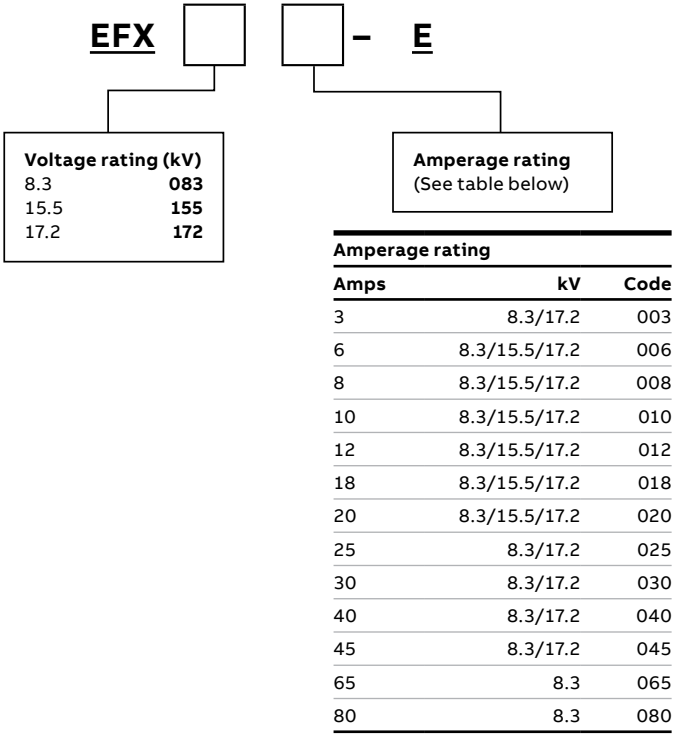 EFX – E
Voltage rating (kV)
8.3 083
15.5 155
17.2 172
Amperage rating
(See table below)
Amperage rating
Amps kV Code
3 8.3/17.2 003
6 8.3/15.5/17.2 006
8 8.3/15.5/17.2 008
10 8.3/15.5/17.2 010
12 8.3/15.5/17.2 012
18 8.3/15.5/17.2 018
20 8.3/15.5/17.2 020
25 8.3/17.2 025
30 8.3/17.2 030
40 8.3/17.2 040
45 8.3/17.2 045
65 8.3 065
80 8.3 080